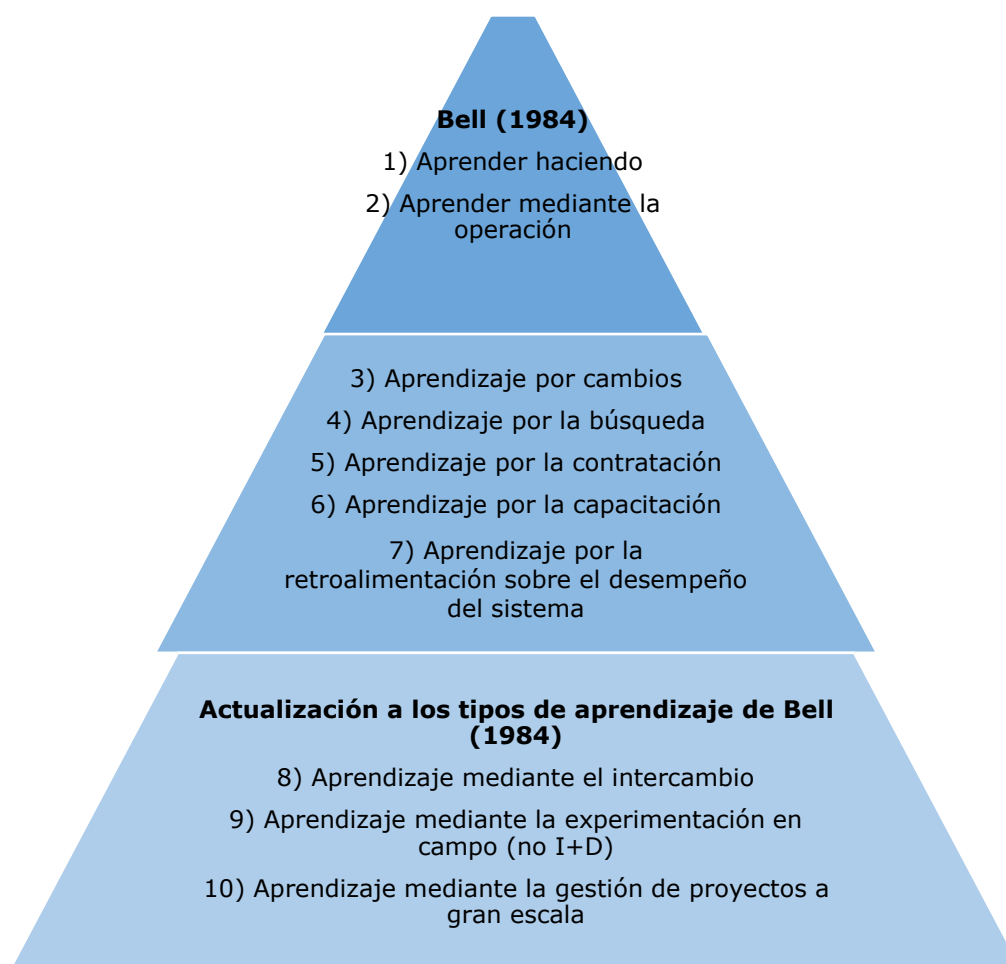 Bell (1984)
1) Aprender haciendo
2) Aprender mediante la
operación
3) Aprendizaje por cambios
4) Aprendizaje por la búsqueda
5) Aprendizaje por la contratación
6) Aprendizaje por la capacitación
7) Aprendizaje por la
retroalimentación sobre el desempeño
del sistema
Actualización a los tipos de aprendizaje de Bell
(1984)
8) Aprendizaje mediante el intercambio
9) Aprendizaje mediante la experimentación en
campo (no I+D)
10) Aprendizaje mediante la gestión de proyectos a
gran escala